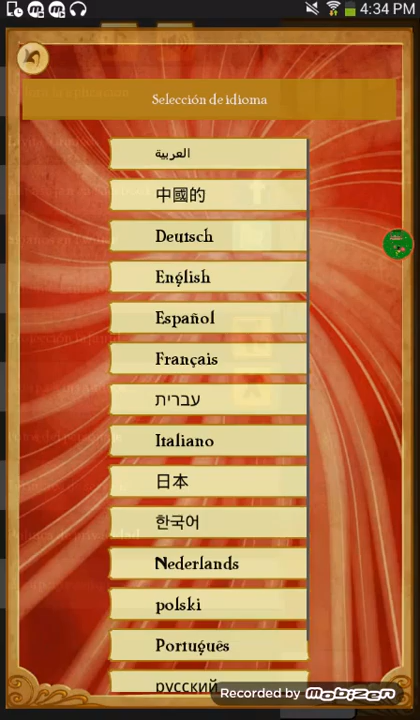 4:34 PM
Selección de idioma
العربية
中國的
Deutsch
English
Español
Français
עברית
Italiano
日本
한국어
Nederlands
polski
Português
русский
Recorded by Mobizen